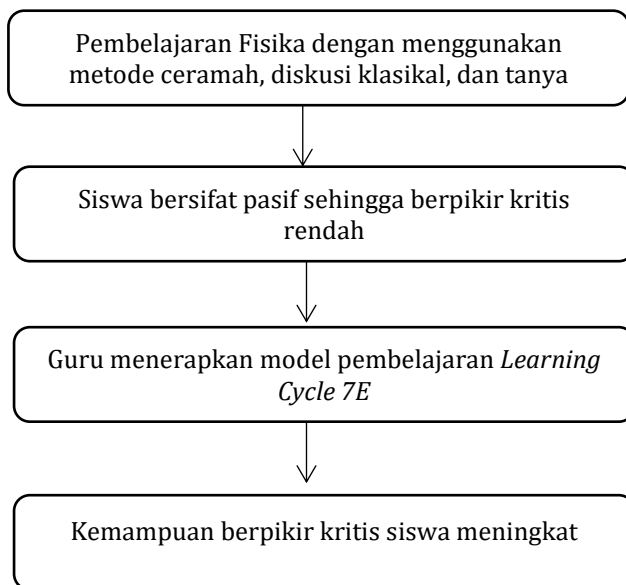 Pembelajaran Fisika dengan menggunakan
metode ceramah, diskusi klasikal, dan tanya
Siswa bersifat pasif sehingga berpikir kritis
rendah
Guru menerapkan model pembelajaran Learning
Cycle 7E
Kemampuan berpikir kritis siswa meningkat